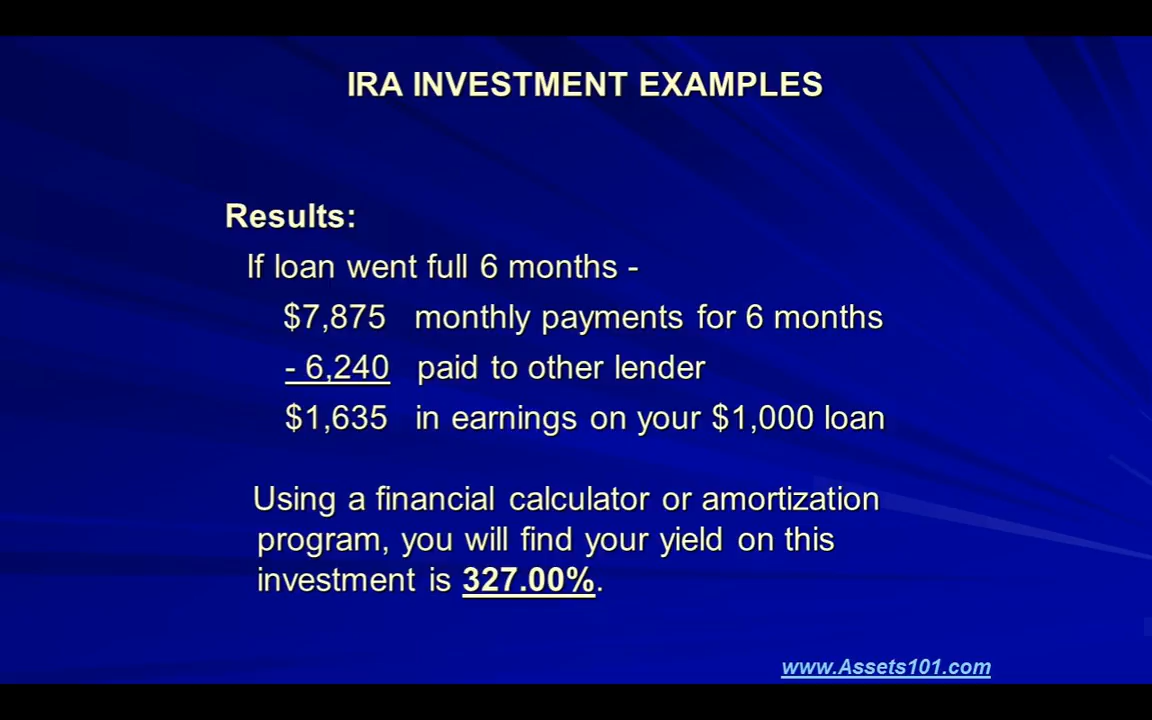 IRA INVESTMENT EXAMPLES
Results:
If loan went full 6 months -
$7,875 monthly payments for 6 months
- 6,240 paid to other lender
$1,635 in earnings on your $1,000 loan
Using a financial calculator or amortization
program, you will find your yield on this
investment is 327.00%.
www.Assets101.com